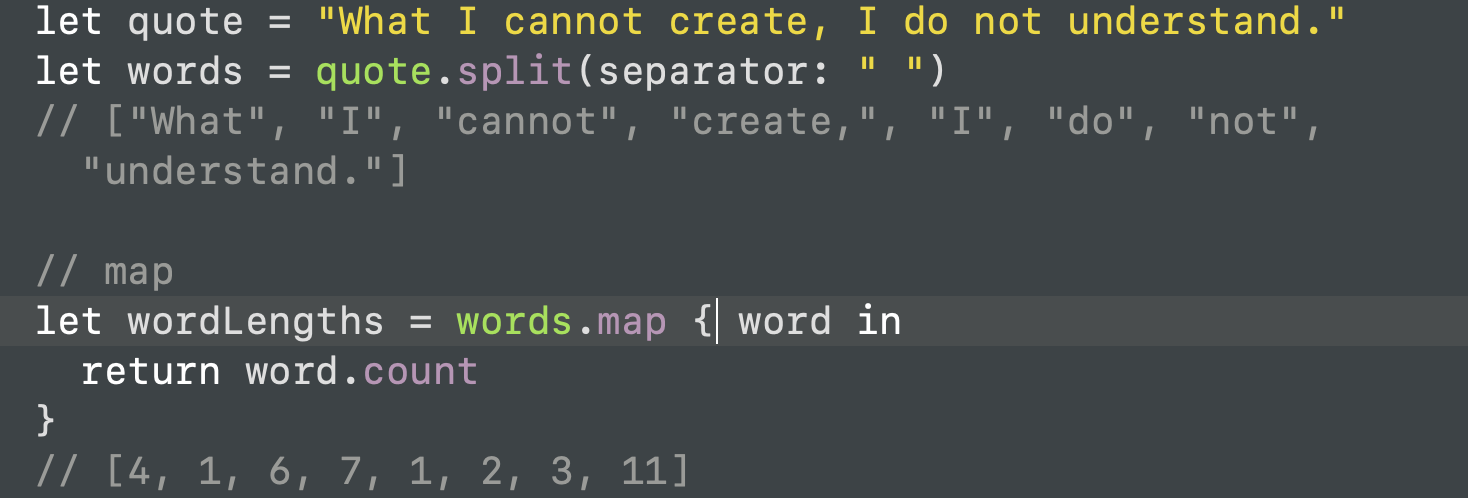 let quote = "What I cannot create, I do not understand."
let words = quote.split(separator: " ")
// ["What", "I", "cannot", "create,", "I", "do", "not",
"understand."]
// map
let wordLengths = words.map { word in
return word.count
}
// [4, 1, 6, 7, 1, 2, 3, 11]